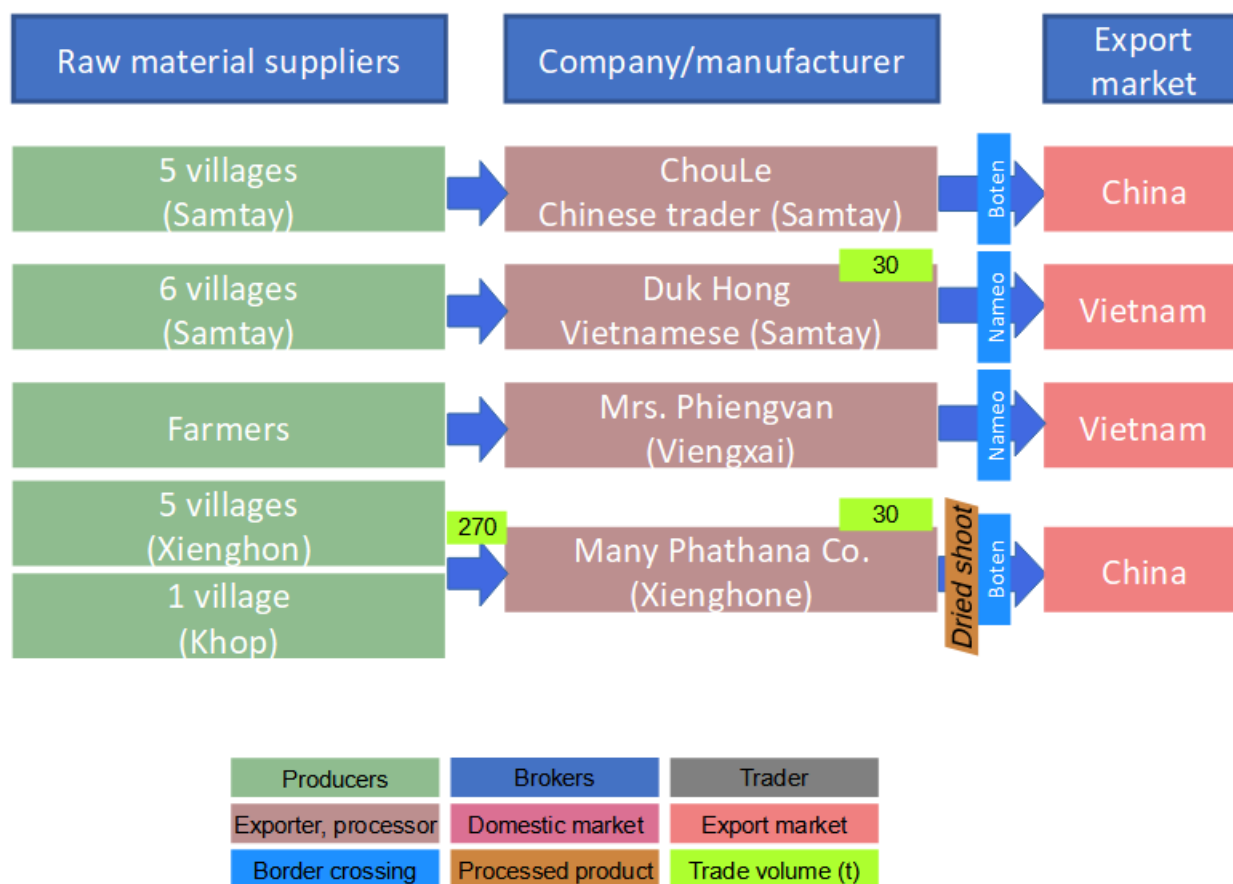 Raw material suppliers
Company/manufacturer
Export
market
5 villages
(Samtay)
ChouLe
Chinese trader (Samtay)
Boten
China
6 villages
(Samtay)
30
Duk Hong
Vietnamese (Samtay)
Nameo
Vietnam
Farmers
Mrs. Phiengvan
(Viengxai)
Nameo
Vietnam
5 villages
(Xienghon)
1 village
(Khop)
270
30
Many Phathana Co.
(Xienghone)
Dried shoot
Boten
China
Producers
Brokers
Trader
Exporter, processor
Domestic market
Export market
Border crossing
Processed product
Trade volume (t)